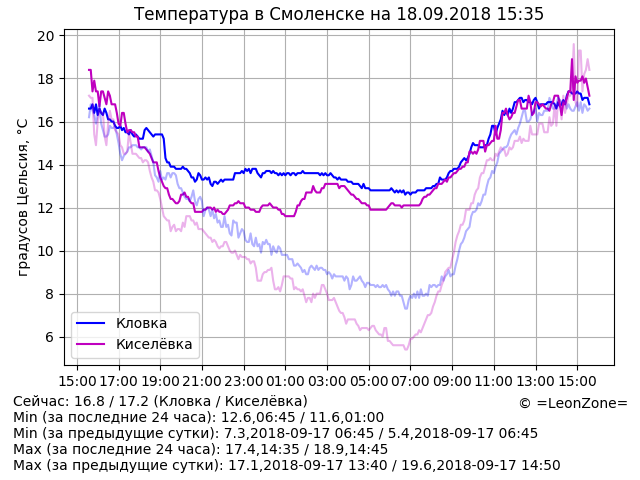 Температура в Смоленске на 18.09.2018 15:35
градусов Цельсия, °C
20
18
16
14
12
10
8
6
Кловка
Киселёвка
15:00 17:00 19:00 21:00 23:00 01:00 03:00 05:00 07:00 09:00 11:00 13:00 15:00
Сейчас: 16.8 / 17.2 (Кловка / Киселёвка)
© =LeonZone=
Min (за последние 24 часа): 12.6,06:45 / 11.6,01:00
Min (за предыдущие сутки): 7.3,2018-09-17 06:45 / 5.4,2018-09-17 06:45
Max (за последние 24 часа): 17.4,14:35 / 18.9,14:45
Max (за предыдущие сутки): 17.1,2018-09-17 13:40 / 19.6,2018-09-17 14:50